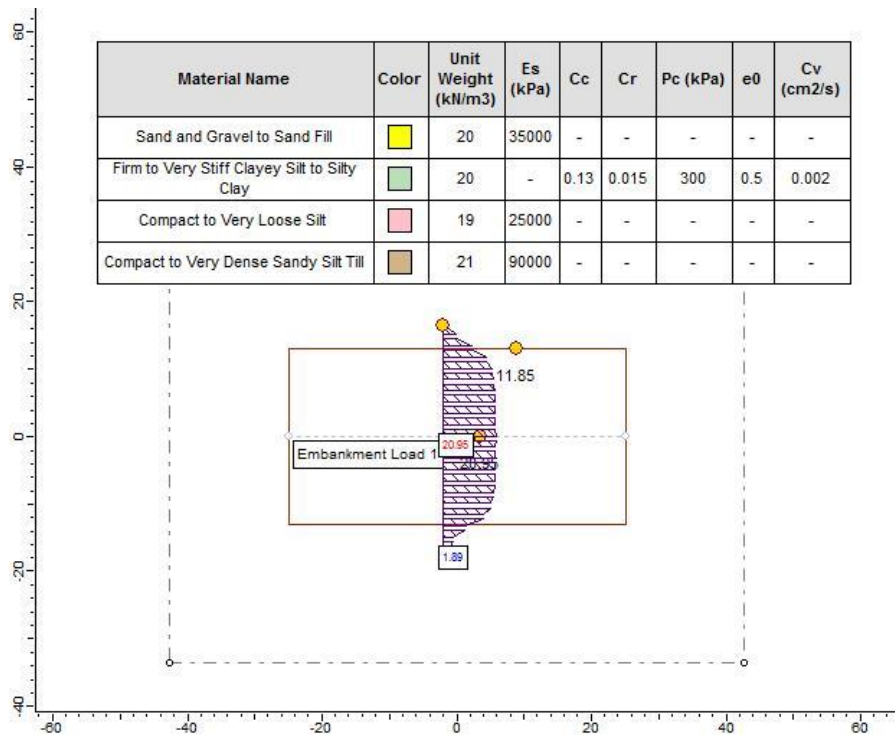 60
40
20
0
-20
-40
Material Name Color Unit Weight (kN/m3) Es (kPa) Cc Cr Pc (kPa) e0 Cv (cm2/s)
Sand and Gravel to Sand Fill 20 35000 - - - - -
Firm to Very Stiff Clayey Silt to Silty Clay 20 - 0.13 0.015 300 0.5 0.002
Compact to Very Loose Silt 19 25000 - - - - -
Compact to Very Dense Sandy Silt Till 21 90000 - - - - -
11.85
20.95
Embankment Load 1
20.95
1.89
-60 -40 -20 0 20 40 60